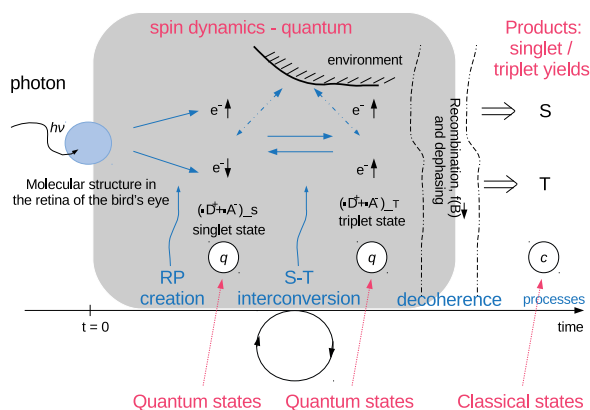 spin dynamics - quantum
Products:
singlet /
triplet yields
environment
photon
hν
e⁻
e⁻
e⁻
e⁻
S
T
Recombination, f(B)
and dephasing
Molecular structure in
the retina of the bird's eye
(·D⁺+·A⁻)_S
singlet state
(·D⁺+·A⁻)_T
triplet state
q
q
c
RP
creation
S-T
interconversion
decoherence
processes
t = 0
time
Quantum states
Quantum states
Classical states